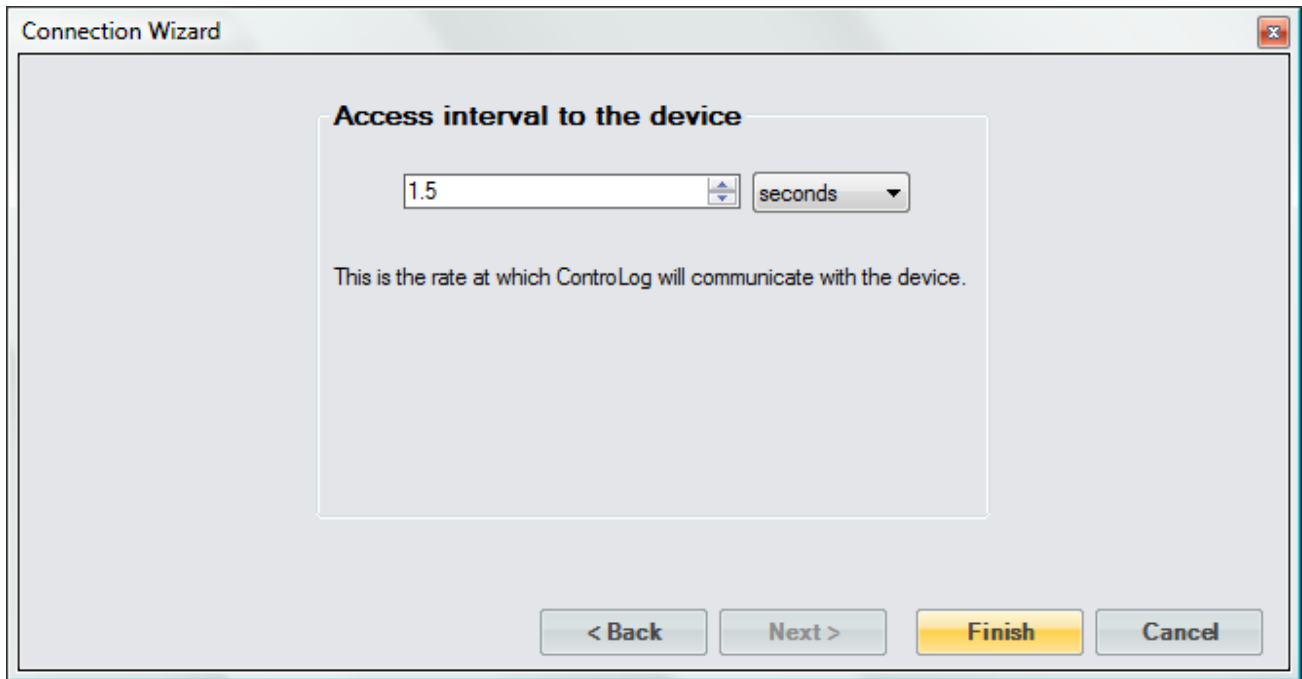 Connection Wizard
Access interval to the device
1.5 seconds
This is the rate at which ControLog will communicate with the device.
< Back Next > Finish Cancel